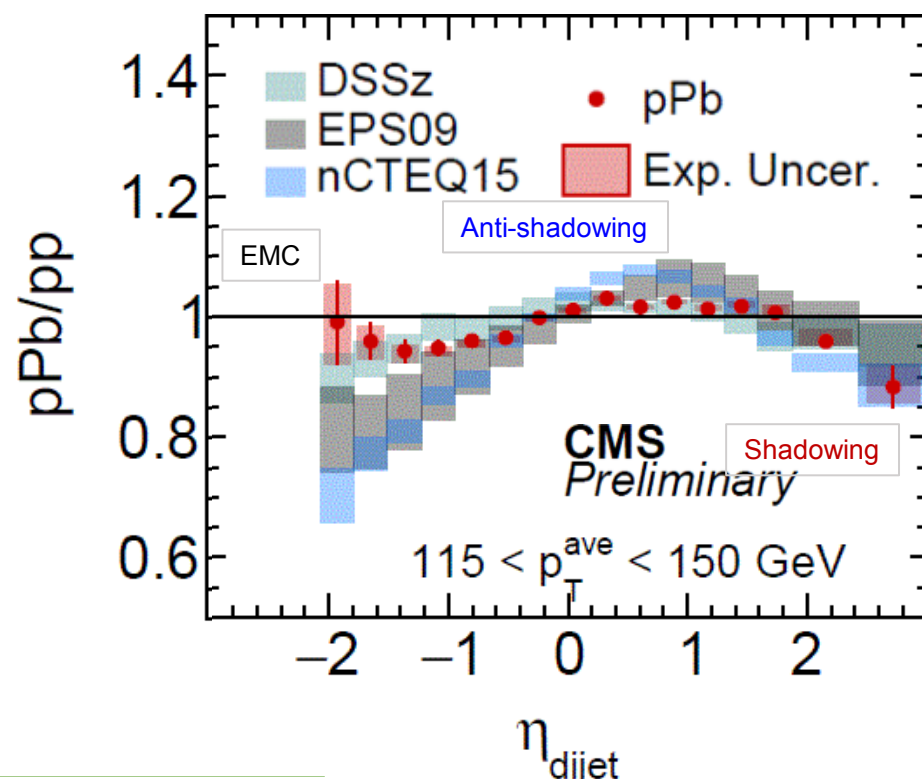 1.4
1.2
1
0.8
0.6
pPb/pp
DSSz
EPS09
nCTEQ15
pPb
Exp. Uncer.
Anti-shadowing
EMC
CMS
Preliminary
Shadowing
115 < p_T^ave < 150 GeV
−2 −1 0 1 2
η_dijet